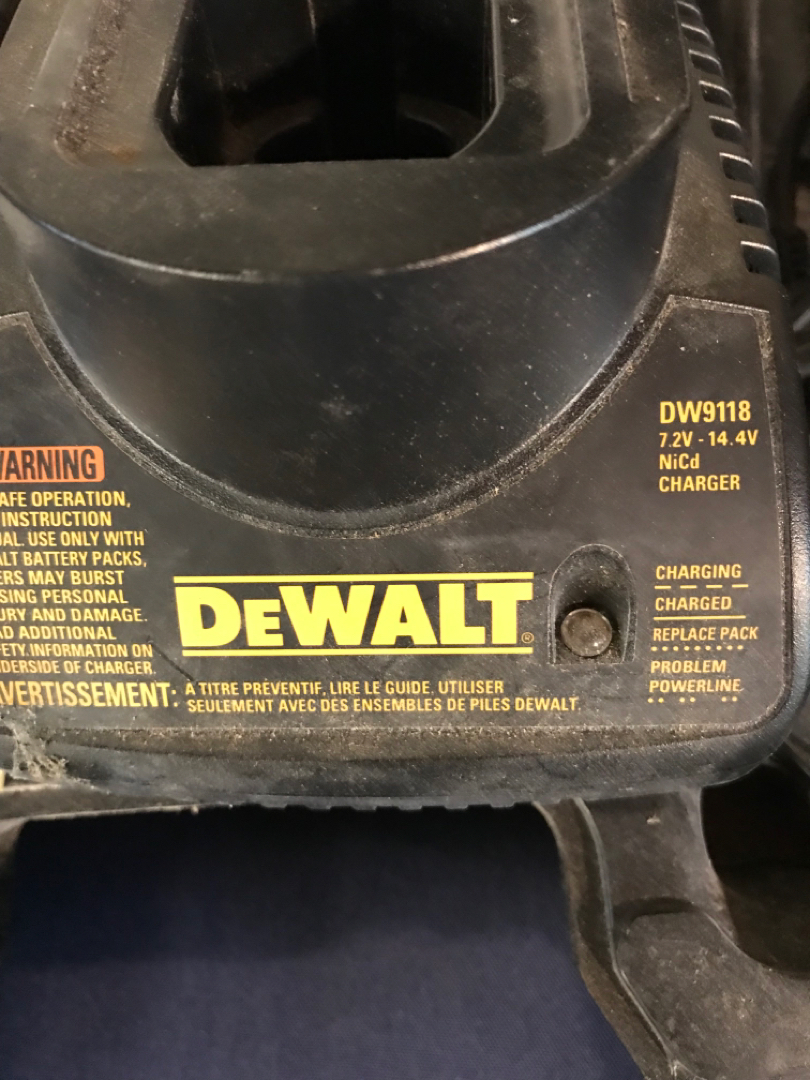 DW9118
7.2V - 14.4V
NiCd
CHARGER
WARNING
AFE OPERATION,
INSTRUCTION
UAL. USE ONLY WITH
ALT BATTERY PACKS,
ERS MAY BURST
SING PERSONAL
URY AND DAMAGE.
AD ADDITIONAL
FETY INFORMATION ON
DERSIDE OF CHARGER.
DEWALT®
CHARGING
CHARGED
REPLACE PACK
PROBLEM
POWERLINE
VERTISSEMENT: A TITRE PRÉVENTIF, LIRE LE GUIDE. UTILISER
SEULEMENT AVEC DES ENSEMBLES DE PILES DEWALT.